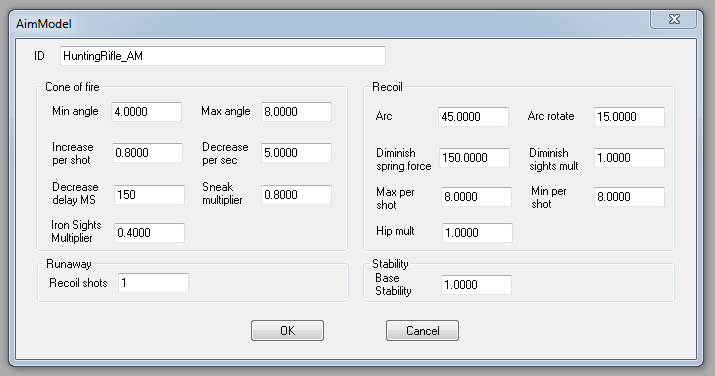 AimModel
ID HuntingRifle_AM
Cone of fire
Min angle 4.0000 Max angle 8.0000
Increase
per shot 0.8000 Decrease
per sec 5.0000
Decrease
delay MS 150 Sneak
multiplier 0.8000
Iron Sights
Multiplier 0.4000
Recoil
Arc 45.0000 Arc rotate 15.0000
Diminish
spring force 150.0000 Diminish
sights mult 1.0000
Max per
shot 8.0000 Min per
shot 8.0000
Hip mult 1.0000
Runaway
Recoil shots 1
Stability
Base
Stability 1.0000
OK Cancel